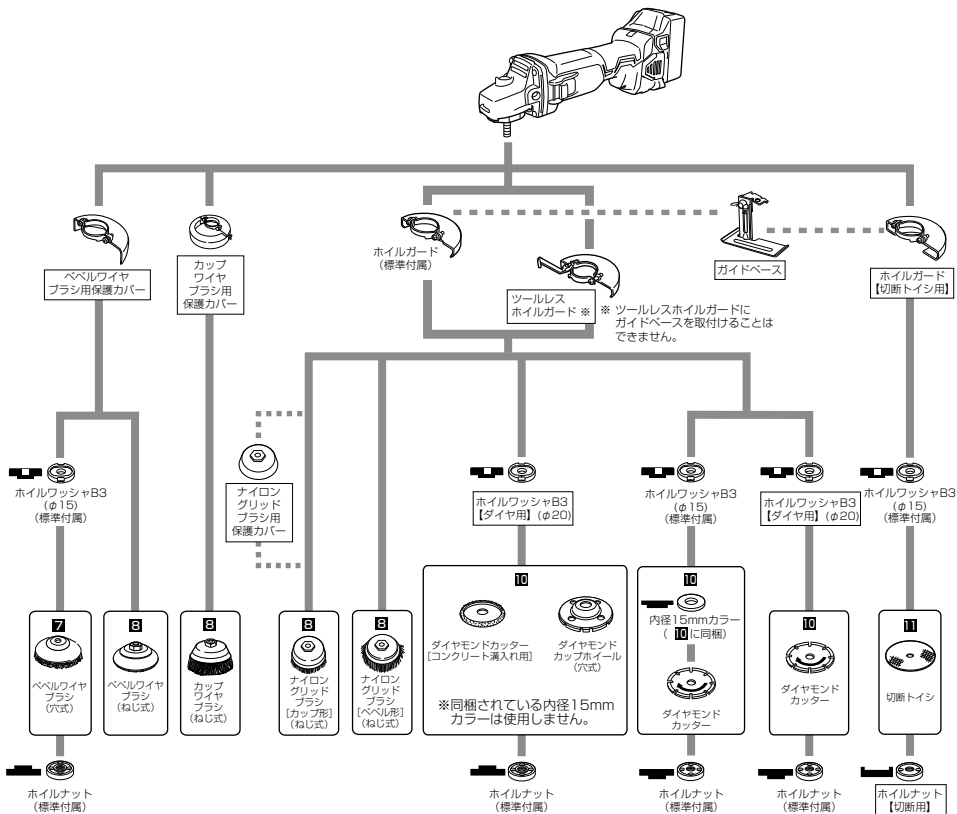 ベベルワイヤ
ブラシ用保護カバー
カップ
ワイヤ
ブラシ用
保護カバー
ホイルガード
(標準付属)
ツールレス
ホイルガード ※
※ ツールレスホイルガードに
ガイドベースを取付けることは
できません。
ガイドベース
ホイルガード
【切断トイシ用】
ホイルワッシャB3
(φ15)
(標準付属)
ナイロン
グリッド
ブラシ用
保護カバー
ホイルワッシャB3
【ダイヤ用】(φ20)
ホイルワッシャB3
(φ15)
(標準付属)
ホイルワッシャB3
【ダイヤ用】(φ20)
ホイルワッシャB3
(φ15)
(標準付属)
7
ベベルワイヤ
ブラシ
(穴式)
8
ベベルワイヤ
ブラシ
(ねじ式)
8
カップ
ワイヤ
ブラシ
(ねじ式)
8
ナイロン
グリッド
ブラシ
[カップ形]
(ねじ式)
8
ナイロン
グリッド
ブラシ
[ベベル形]
(ねじ式)
10
ダイヤモンドカッター
[コンクリート溝入れ用]
ダイヤモンド
カップホイール
(穴式)
※同梱されている内径15mm
カラーは使用しません。
10
内径15mmカラー
( 10 に同梱)
ダイヤモンド
カッター
10
ダイヤモンド
カッター
11
切断トイシ
ホイルナット
(標準付属)
ホイルナット
(標準付属)
ホイルナット
(標準付属)
ホイルナット
(標準付属)
ホイルナット
【切断用】